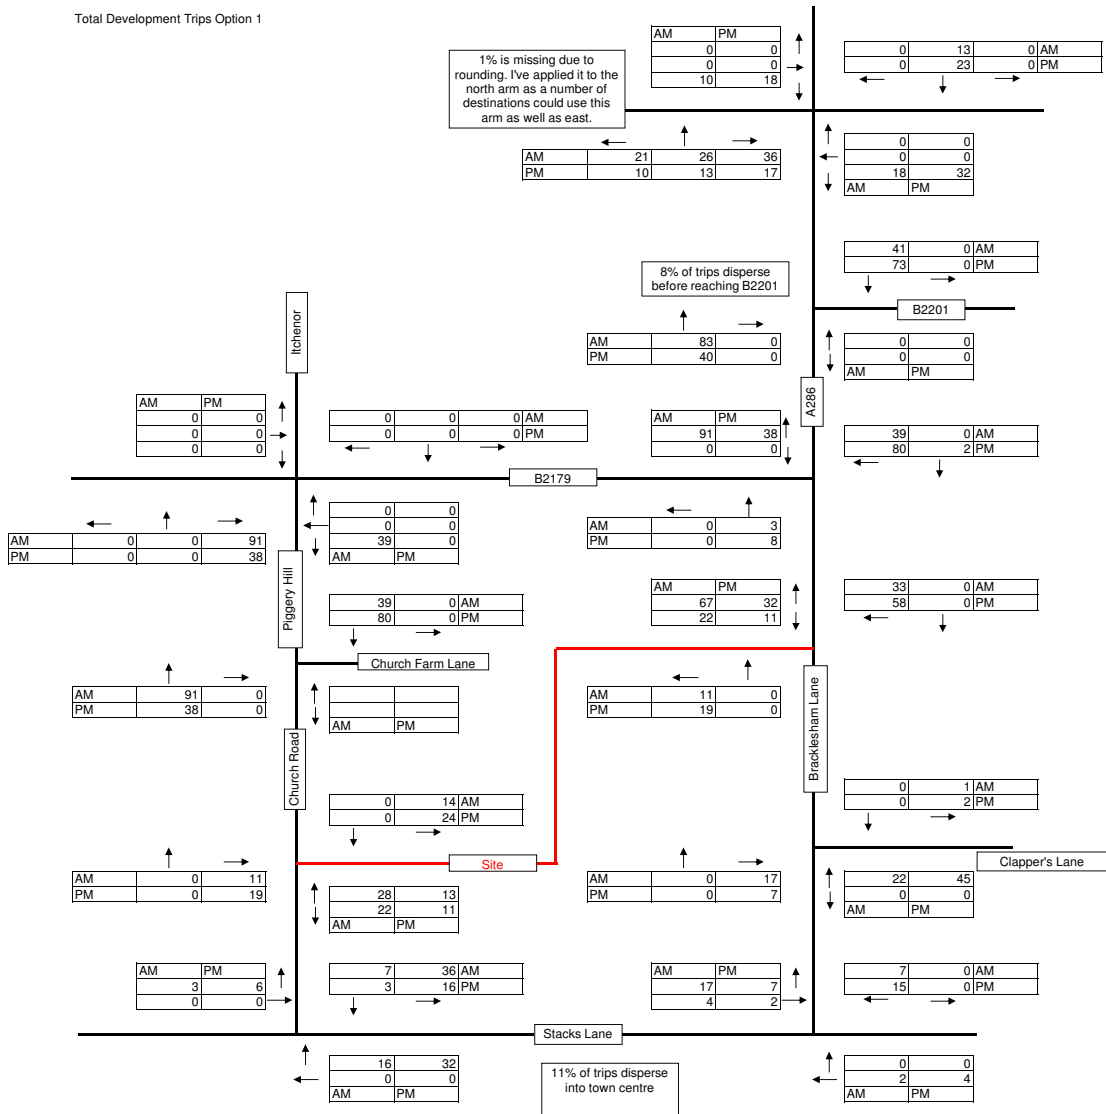 Total Development Trips Option 1
AM PM
0 0
0 0
10 18
0 13 0 AM
0 23 0 PM
1% is missing due to
rounding. I've applied it to the
north arm as a number of
destinations could use this
arm as well as east.
AM 21 26 36
PM 10 13 17
0 0
0 0
18 32
AM PM
41 0 AM
73 0 PM
8% of trips disperse
before reaching B2201
B2201
Itchenor
AM 83 0
PM 40 0
0 0
0 0
AM PM
A286
AM PM
0 0
0 0
0 0
0 0 0 AM
0 0 0 PM
AM PM
91 38
0 0
39 0 AM
80 2 PM
B2179
AM 0 0 91
PM 0 0 38
0 0
0 0
39 0
AM PM
AM 0 3
PM 0 8
Piggery Hill
39 0 AM
80 0 PM
AM PM
67 32
22 11
33 0 AM
58 0 PM
Church Farm Lane
AM 91 0
PM 38 0
AM PM
AM 11 0
PM 19 0
Bracklesham Lane
Church Road
0 14 AM
0 24 PM
0 1 AM
0 2 PM
Site
Clapper's Lane
AM 0 11
PM 0 19
28 13
22 11
AM PM
AM 0 17
PM 0 7
22 45
0 0
AM PM
AM PM
3 6
0 0
7 36 AM
3 16 PM
AM PM
17 7
4 2
7 0 AM
15 0 PM
Stacks Lane
16 32
0 0
AM PM
11% of trips disperse
into town centre
0 0
2 4
AM PM